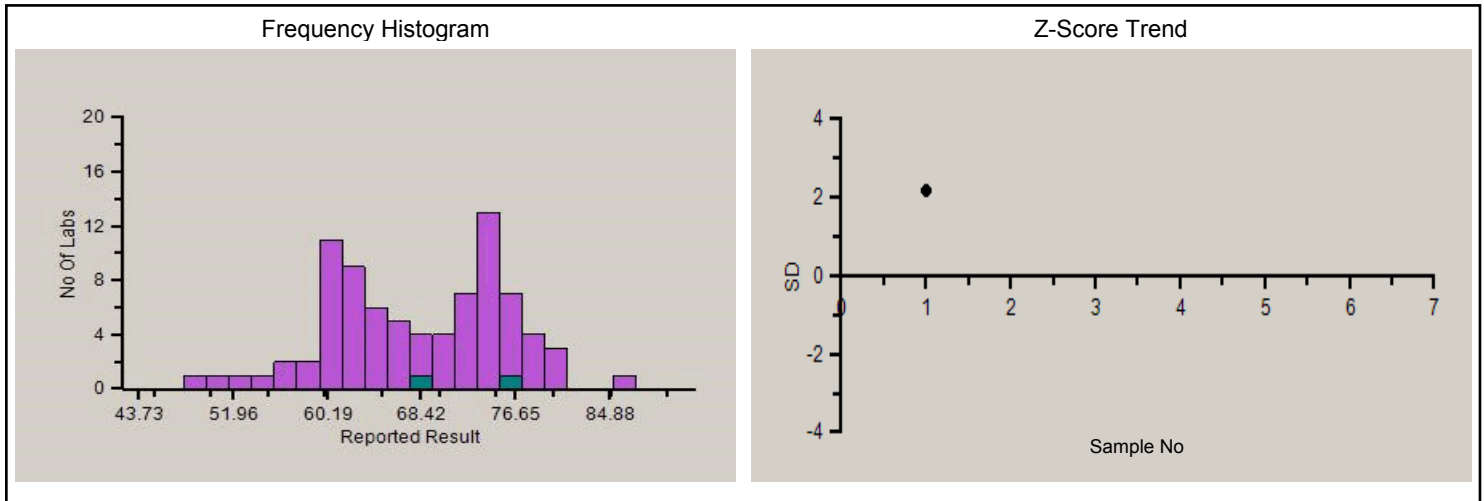 Frequency Histogram
20
16
12
8
4
0
No Of Labs
43.73 51.96 60.19 68.42 76.65 84.88
Reported Result
Z-Score Trend
4
2
0
-2
-4
SD
0 1 2 3 4 5 6 7
Sample No